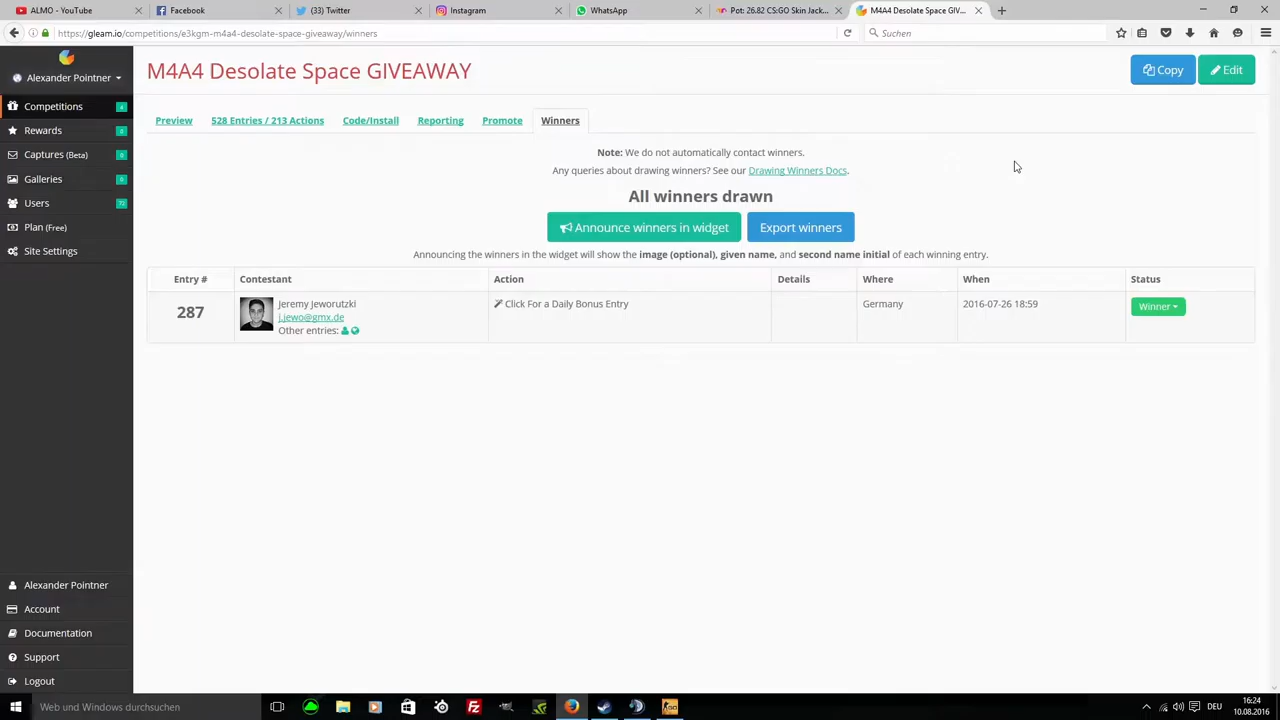 ALMO - YouTube
Facebook
(33) Twitter
Instagram
WhatsApp
Pot: 26.82 CS:GO Skin Jack...
M4A4 Desolate Space GIVE...
https://gleam.io/competitions/e3kgm-m4a4-desolate-space-giveaway/winners
Suchen
Alexander Pointner
Competitions 4
Rewards 0
Captures (Beta) 0
Galleries 0
Users 72
Plan (Free)
Site Settings
M4A4 Desolate Space GIVEAWAY
Copy
Edit
Preview
528 Entries / 213 Actions
Code/Install
Reporting
Promote
Winners
Note: We do not automatically contact winners.
Any queries about drawing winners? See our Drawing Winners Docs.
All winners drawn
Announce winners in widget
Export winners
Announcing the winners in the widget will show the image (optional), given name, and second name initial of each winning entry.
Entry # Contestant Action Details Where When Status
287
Jeremy Jeworutzki
j.jewo@gmx.de
Other entries:
Click For a Daily Bonus Entry
Germany
2016-07-26 18:59
Winner
Alexander Pointner
Account
Documentation
Support
Logout
Web und Windows durchsuchen
DEU
16:24
10.08.2016